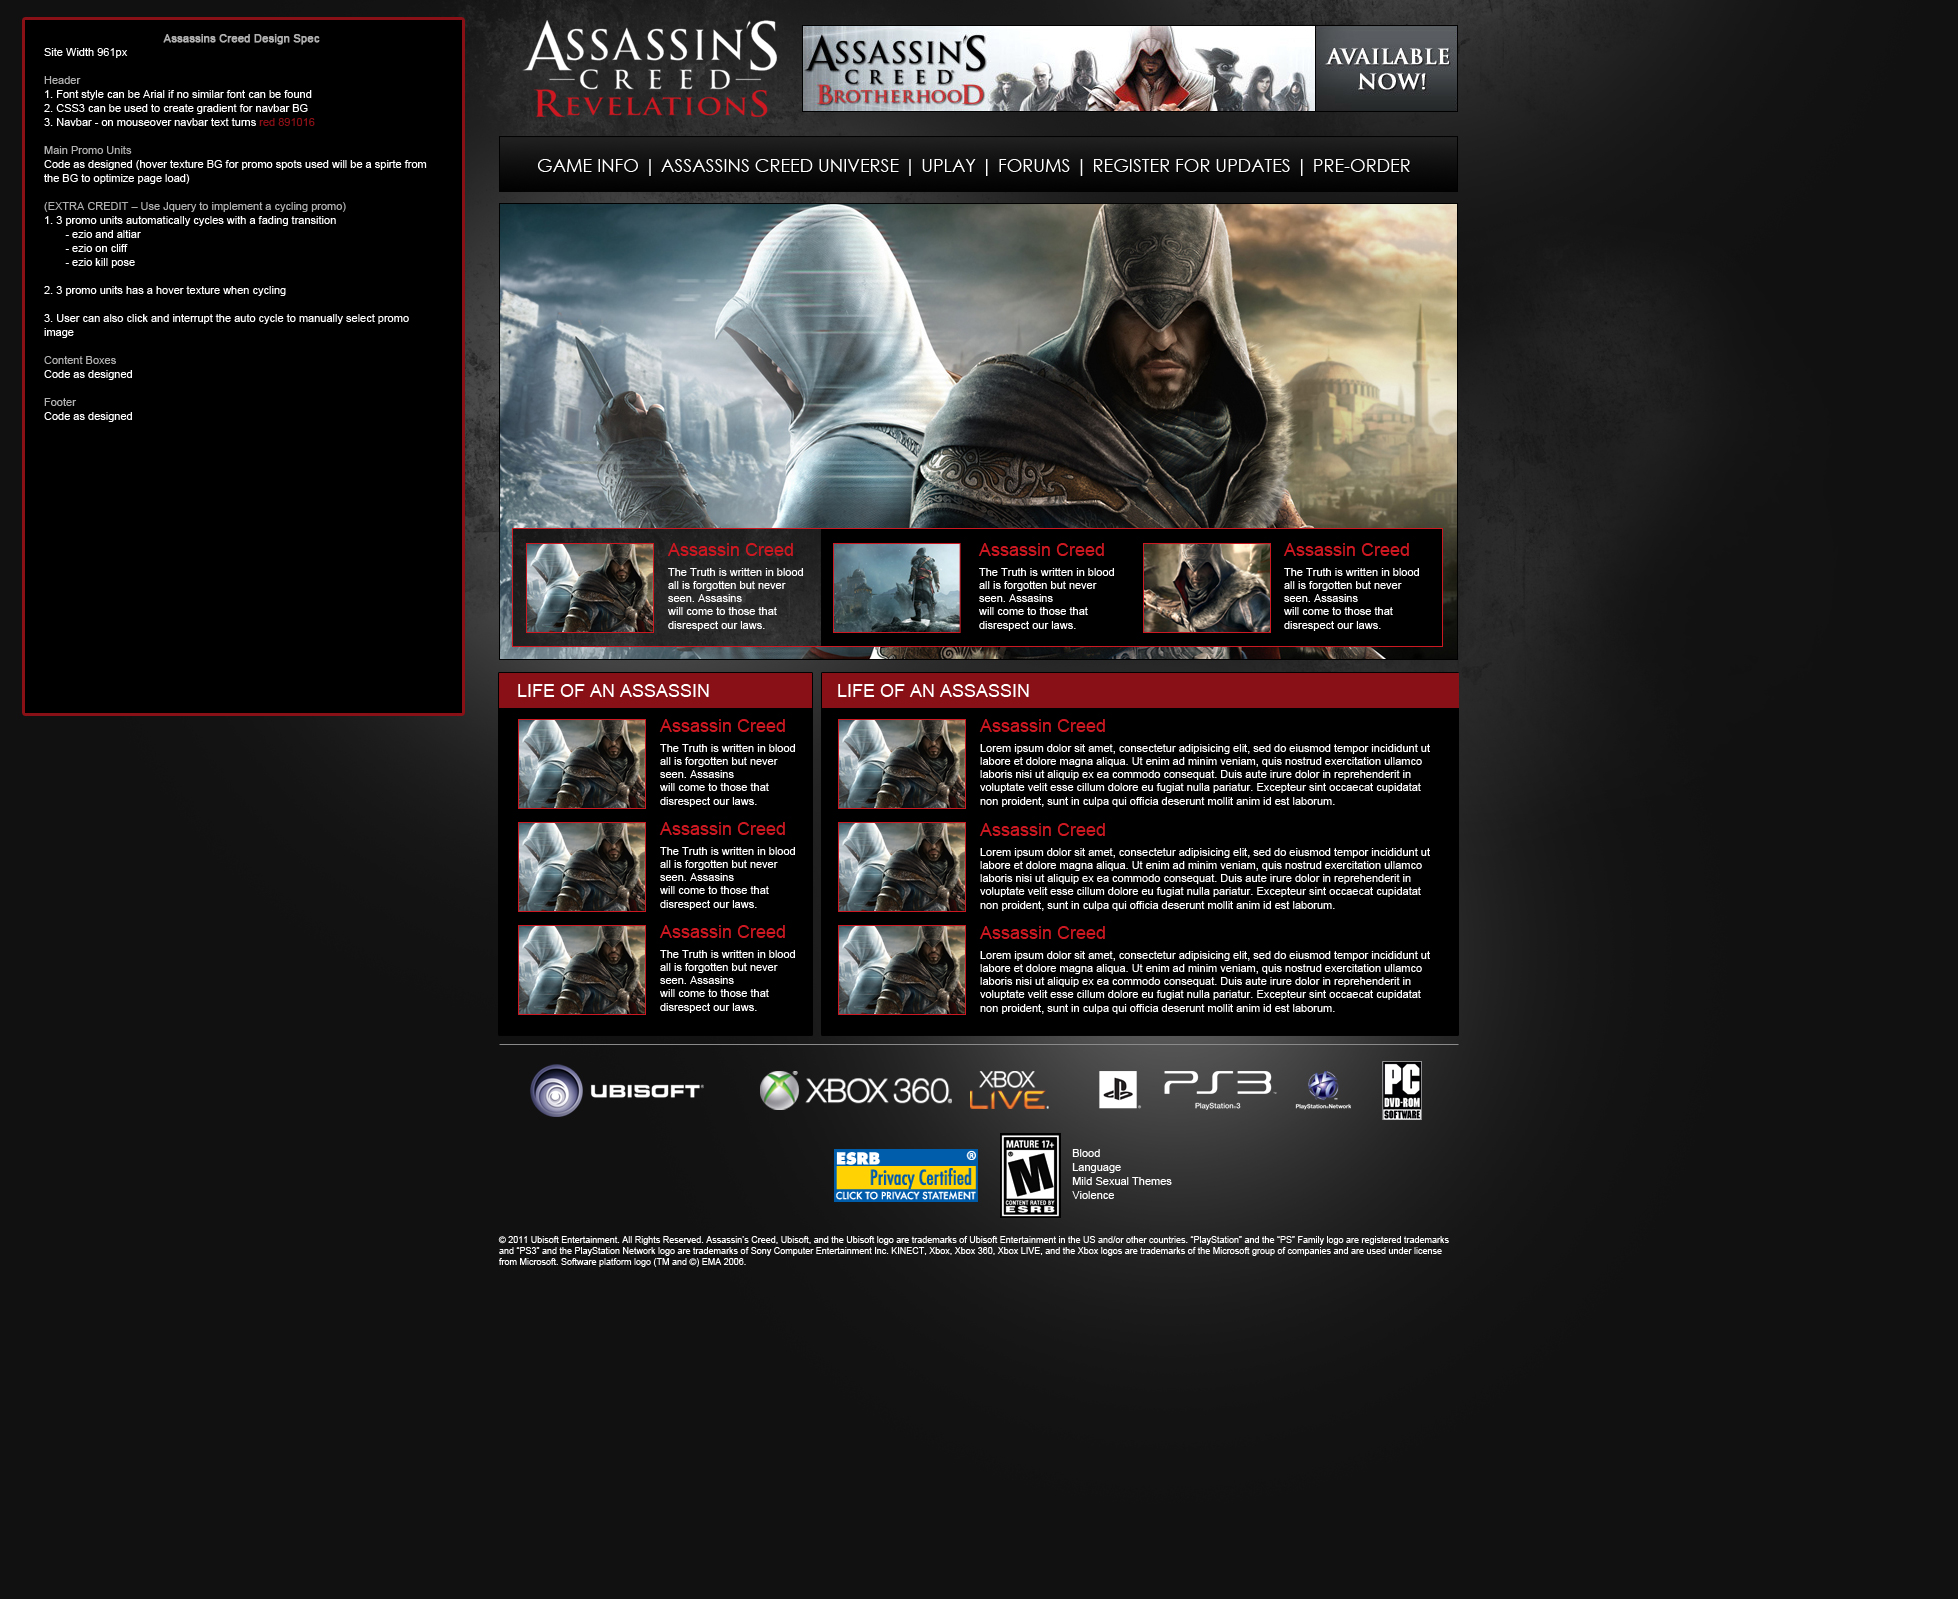 Assassins Creed Design Spec
Site Width 961px
Header
1. Font style can be Arial if no similar font can be found
2. CSS3 can be used to create gradient for navbar BG
3. Navbar - on mouseover navbar text turns red 891016
Main Promo Units
Code as designed (hover texture BG for promo spots used will be a spirte from
the BG to optimize page load)
(EXTRA CREDIT – Use Jquery to implement a cycling promo)
1. 3 promo units automatically cycles with a fading transition
- ezio and altiar
- ezio on cliff
- ezio kill pose
2. 3 promo units has a hover texture when cycling
3. User can also click and interrupt the auto cycle to manually select promo
image
Content Boxes
Code as designed
Footer
Code as designed
ASSASSIN'S
CREED
REVELATIONS
ASSASSIN'S
CREED
BROTHERHOOD
AVAILABLE
NOW!
GAME INFO | ASSASSINS CREED UNIVERSE | UPLAY | FORUMS | REGISTER FOR UPDATES | PRE-ORDER
Assassin Creed
The Truth is written in blood
all is forgotten but never
seen. Assasins
will come to those that
disrespect our laws.
Assassin Creed
The Truth is written in blood
all is forgotten but never
seen. Assasins
will come to those that
disrespect our laws.
Assassin Creed
The Truth is written in blood
all is forgotten but never
seen. Assasins
will come to those that
disrespect our laws.
LIFE OF AN ASSASSIN
Assassin Creed
The Truth is written in blood
all is forgotten but never
seen. Assasins
will come to those that
disrespect our laws.
Assassin Creed
The Truth is written in blood
all is forgotten but never
seen. Assasins
will come to those that
disrespect our laws.
Assassin Creed
The Truth is written in blood
all is forgotten but never
seen. Assasins
will come to those that
disrespect our laws.
LIFE OF AN ASSASSIN
Assassin Creed
Lorem ipsum dolor sit amet, consectetur adipisicing elit, sed do eiusmod tempor incididunt ut
labore et dolore magna aliqua. Ut enim ad minim veniam, quis nostrud exercitation ullamco
laboris nisi ut aliquip ex ea commodo consequat. Duis aute irure dolor in reprehenderit in
voluptate velit esse cillum dolore eu fugiat nulla pariatur. Excepteur sint occaecat cupidatat
non proident, sunt in culpa qui officia deserunt mollit anim id est laborum.
Assassin Creed
Lorem ipsum dolor sit amet, consectetur adipisicing elit, sed do eiusmod tempor incididunt ut
labore et dolore magna aliqua. Ut enim ad minim veniam, quis nostrud exercitation ullamco
laboris nisi ut aliquip ex ea commodo consequat. Duis aute irure dolor in reprehenderit in
voluptate velit esse cillum dolore eu fugiat nulla pariatur. Excepteur sint occaecat cupidatat
non proident, sunt in culpa qui officia deserunt mollit anim id est laborum.
Assassin Creed
Lorem ipsum dolor sit amet, consectetur adipisicing elit, sed do eiusmod tempor incididunt ut
labore et dolore magna aliqua. Ut enim ad minim veniam, quis nostrud exercitation ullamco
laboris nisi ut aliquip ex ea commodo consequat. Duis aute irure dolor in reprehenderit in
voluptate velit esse cillum dolore eu fugiat nulla pariatur. Excepteur sint occaecat cupidatat
non proident, sunt in culpa qui officia deserunt mollit anim id est laborum.
UBISOFT
XBOX 360.
XBOX
LIVE.
PS3
PlayStation.3
PlayStation.Network
PC
DVD-ROM
SOFTWARE
ESRB ®
Privacy Certified
CLICK TO PRIVACY STATEMENT
MATURE 17+
M ®
CONTENT RATED BY
ESRB
Blood
Language
Mild Sexual Themes
Violence
© 2011 Ubisoft Entertainment. All Rights Reserved. Assassin's Creed, Ubisoft, and the Ubisoft logo are trademarks of Ubisoft Entertainment in the US and/or other countries. "PlayStation" and the "PS" Family logo are registered trademarks
and "PS3" and the PlayStation Network logo are trademarks of Sony Computer Entertainment Inc. KINECT, Xbox, Xbox 360, Xbox LIVE, and the Xbox logos are trademarks of the Microsoft group of companies and are used under license
from Microsoft. Software platform logo (TM and ©) EMA 2006.